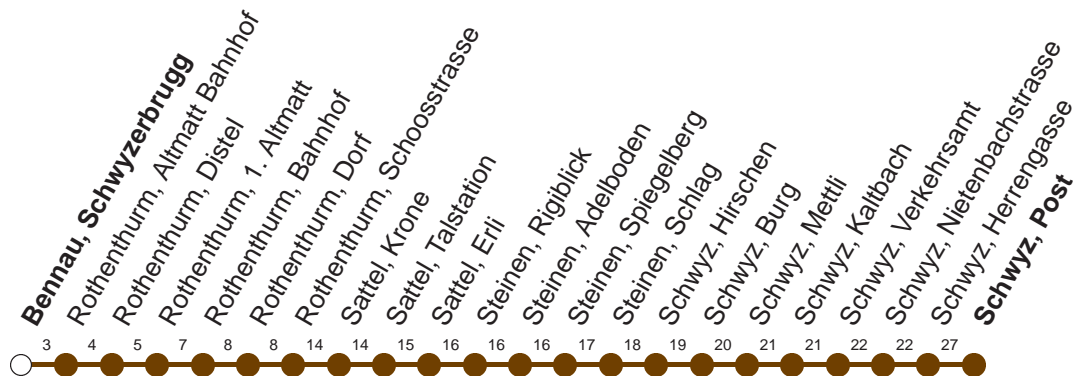 Bennau, Schwyzerbrugg
Rothenthurm, Altmatt Bahnhof
Rothenthurm, Distel
Rothenthurm, 1. Altmatt
Rothenthurm, Bahnhof
Rothenthurm, Dorf
Rothenthurm, Schoosstrasse
Sattel, Krone
Sattel, Talstation
Sattel, Erli
Steinen, Rigiblick
Steinen, Adelboden
Steinen, Spiegelberg
Steinen, Schlag
Schwyz, Hirschen
Schwyz, Burg
Schwyz, Mettli
Schwyz, Kaltbach
Schwyz, Verkehrsamt
Schwyz, Nietenbachstrasse
Schwyz, Herrengasse
Schwyz, Post
3 4 5 7 8 8 14 14 15 16 16 16 17 18 19 20 21 21 22 22 27